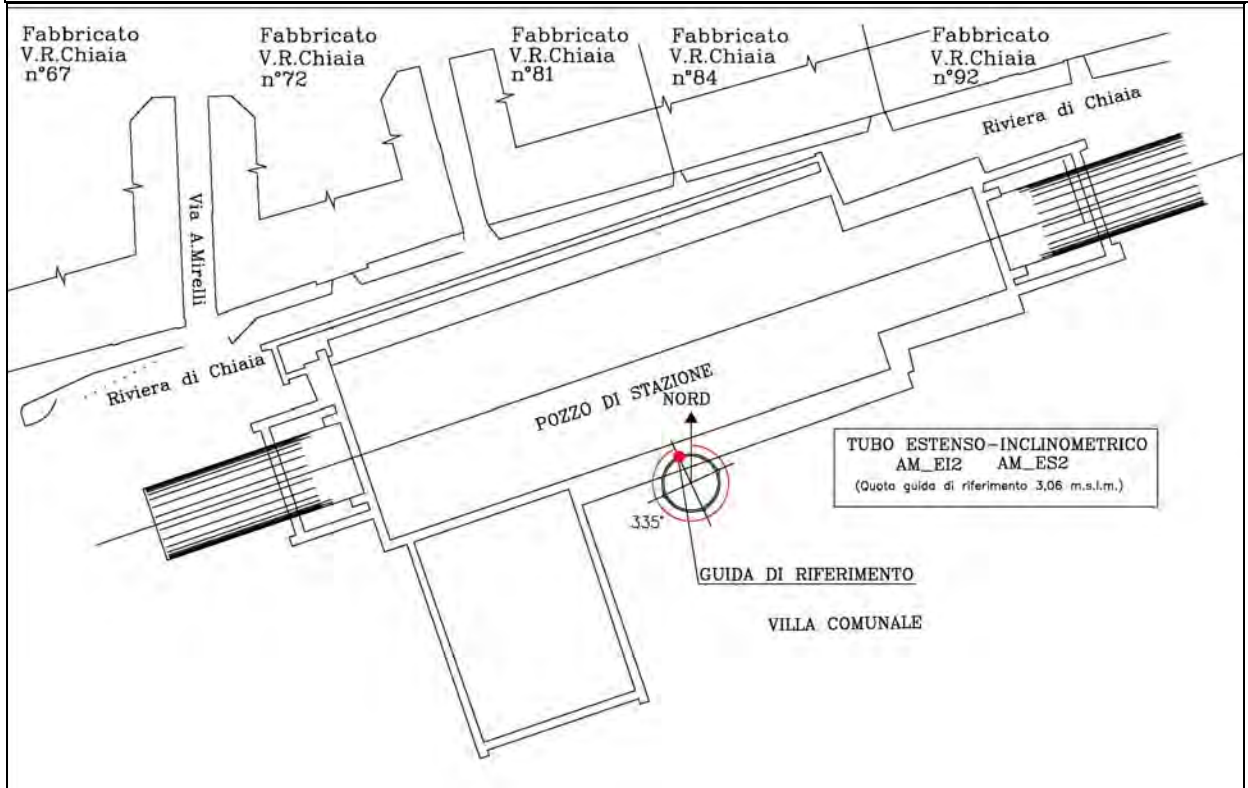 Fabbricato
V.R.Chiaia
n°67
Fabbricato
V.R.Chiaia
n°72
Fabbricato
V.R.Chiaia
n°81
Fabbricato
V.R.Chiaia
n°84
Fabbricato
V.R.Chiaia
n°92
Riviera di Chiaia
Via A.Mirelli
Riviera di Chiaia
POZZO DI STAZIONE
NORD
TUBO ESTENSO-INCLINOMETRICO
AM_EI2 AM_ES2
(Quota guida di riferimento 3,06 m.s.l.m.)
335°
GUIDA DI RIFERIMENTO
VILLA COMUNALE